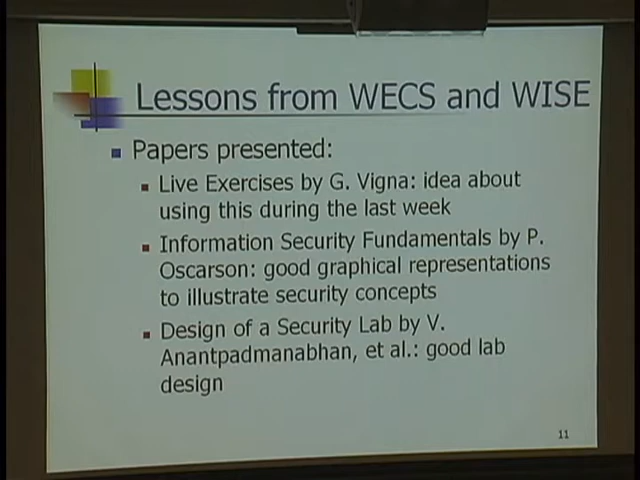 Lessons from WECS and WISE
Papers presented:
Live Exercises by G. Vigna: idea about
using this during the last week
Information Security Fundamentals by P.
Oscarson: good graphical representations
to illustrate security concepts
Design of a Security Lab by V.
Anantpadmanabhan, et al.: good lab
design
11